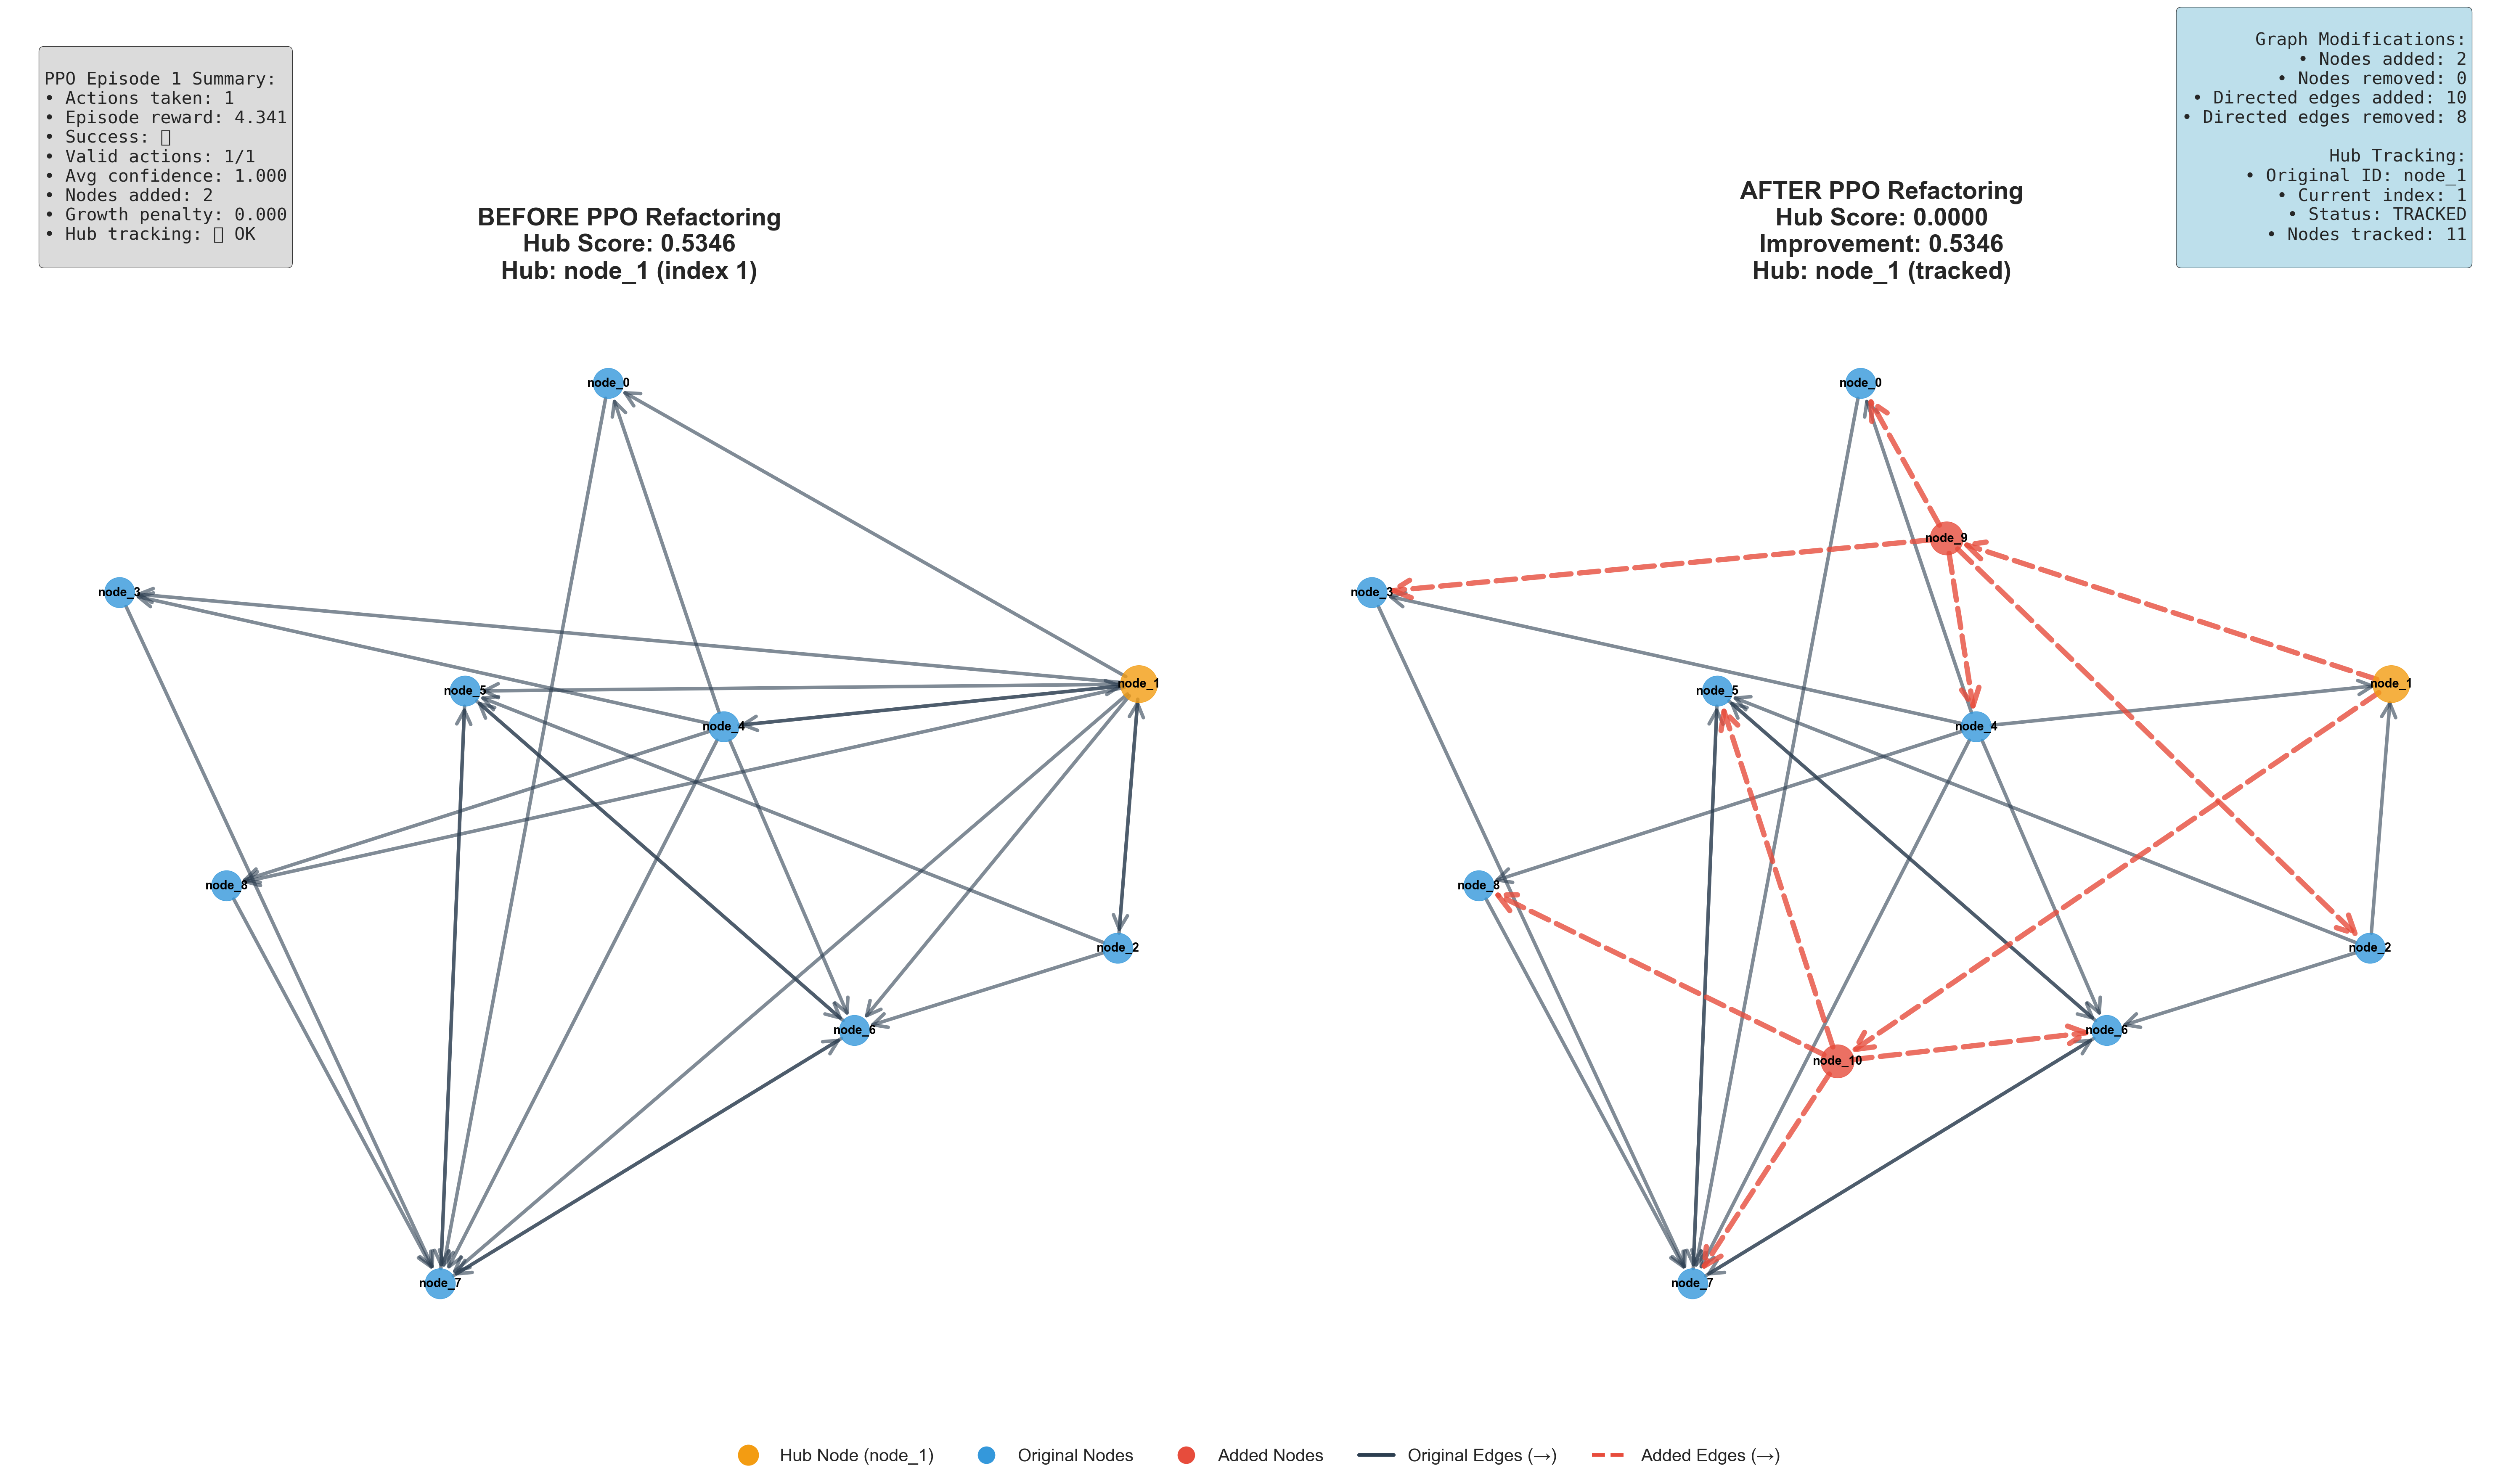 PPO Episode 1 Summary:
• Actions taken: 1
• Episode reward: 4.341
• Success: 
• Valid actions: 1/1
• Avg confidence: 1.000
• Nodes added: 2
• Growth penalty: 0.000
• Hub tracking: OK
BEFORE PPO Refactoring
Hub Score: 0.5346
Hub: node_1 (index 1)
node_0
node_3
node_1
node_5
node_4
node_8
node_2
node_6
node_7
AFTER PPO Refactoring
Hub Score: 0.0000
Improvement: 0.5346
Hub: node_1 (tracked)
Graph Modifications:
• Nodes added: 2
• Nodes removed: 0
• Directed edges added: 10
• Directed edges removed: 8
Hub Tracking:
• Original ID: node_1
• Current index: 1
• Status: TRACKED
• Nodes tracked: 11
node_0
node_9
node_3
node_1
node_5
node_4
node_8
node_2
node_6
node_10
node_7
Hub Node (node_1)
Original Nodes
Added Nodes
Original Edges (→)
Added Edges (→)